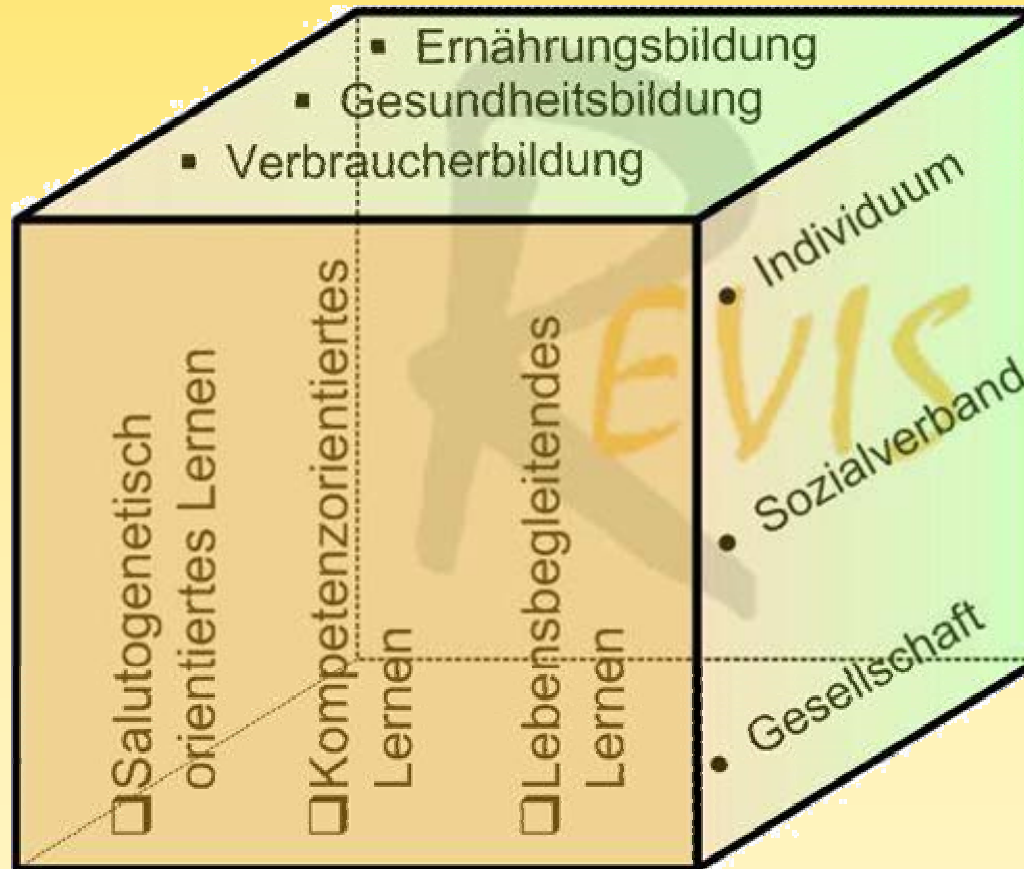 ▪ Ernährungsbildung
▪ Gesundheitsbildung
▪ Verbraucherbildung
❑Salutogenetisch
orientiertes Lernen
❑Kompetenzorientiertes
Lernen
❑Lebensbegleitendes
Lernen
• Individuum
• Sozialverband
• Gesellschaft
REVIS